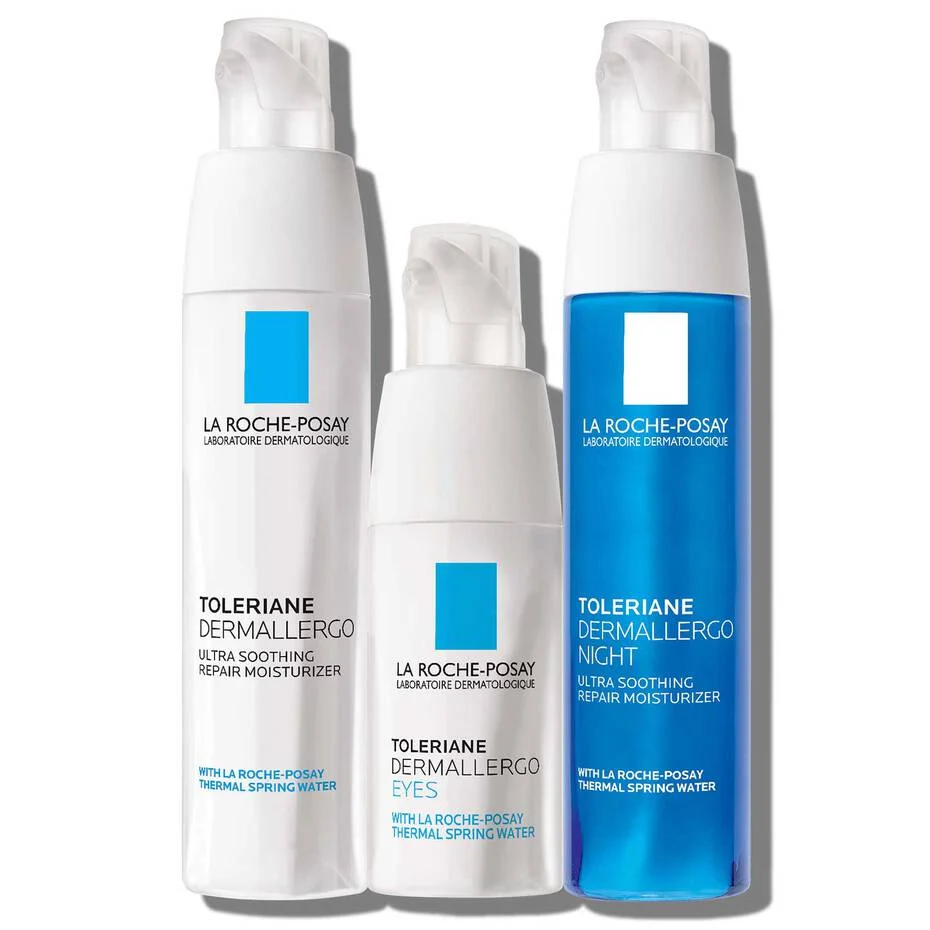 LA ROCHE-POSAY
LABORATOIRE DERMATOLOGIQUE
TOLERIANE
DERMALLERGO
ULTRA SOOTHING
REPAIR MOISTURIZER
WITH LA ROCHE-POSAY
THERMAL SPRING WATER
LA ROCHE-POSAY
LABORATOIRE DERMATOLOGIQUE
TOLERIANE
DERMALLERGO
EYES
WITH LA ROCHE-POSAY
THERMAL SPRING WATER
LA ROCHE-POSAY
LABORATOIRE DERMATOLOGIQUE
TOLERIANE
DERMALLERGO
NIGHT
ULTRA SOOTHING
REPAIR MOISTURIZER
WITH LA ROCHE-POSAY
THERMAL SPRING WATER